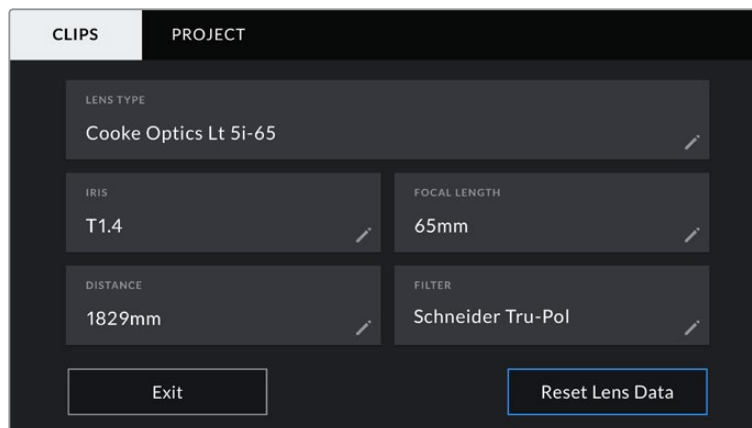 CLIPS PROJECT
LENS TYPE
Cooke Optics Lt 5i-65
IRIS
T1.4
FOCAL LENGTH
65mm
DISTANCE
1829mm
FILTER
Schneider Tru-Pol
Exit
Reset Lens Data